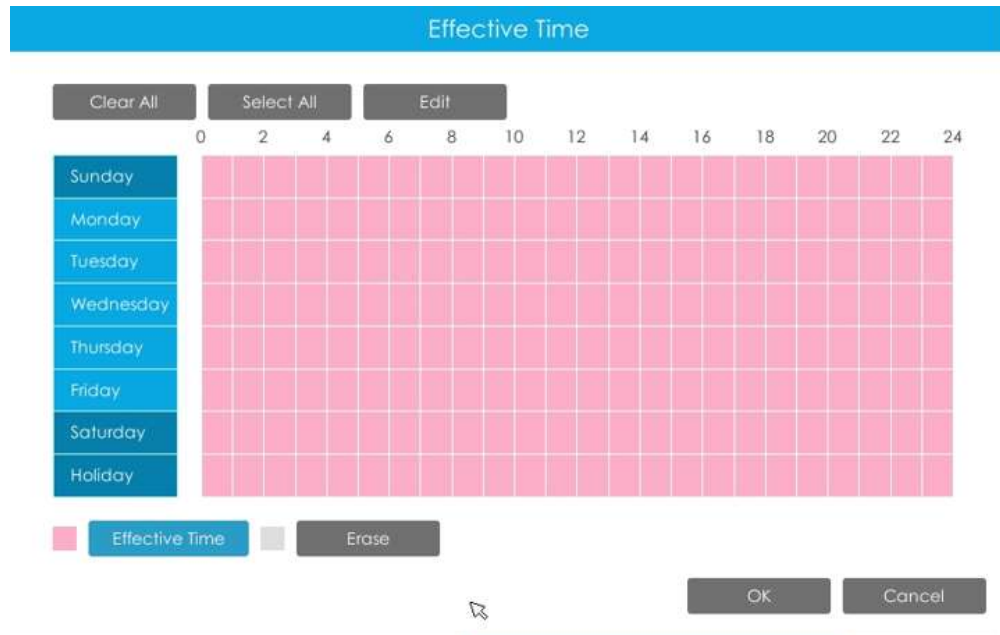 Effective Time
Clear All Select All Edit
0 2 4 6 8 10 12 14 16 18 20 22 24
Sunday
Monday
Tuesday
Wednesday
Thursday
Friday
Saturday
Holiday
Effective Time Erase
OK Cancel